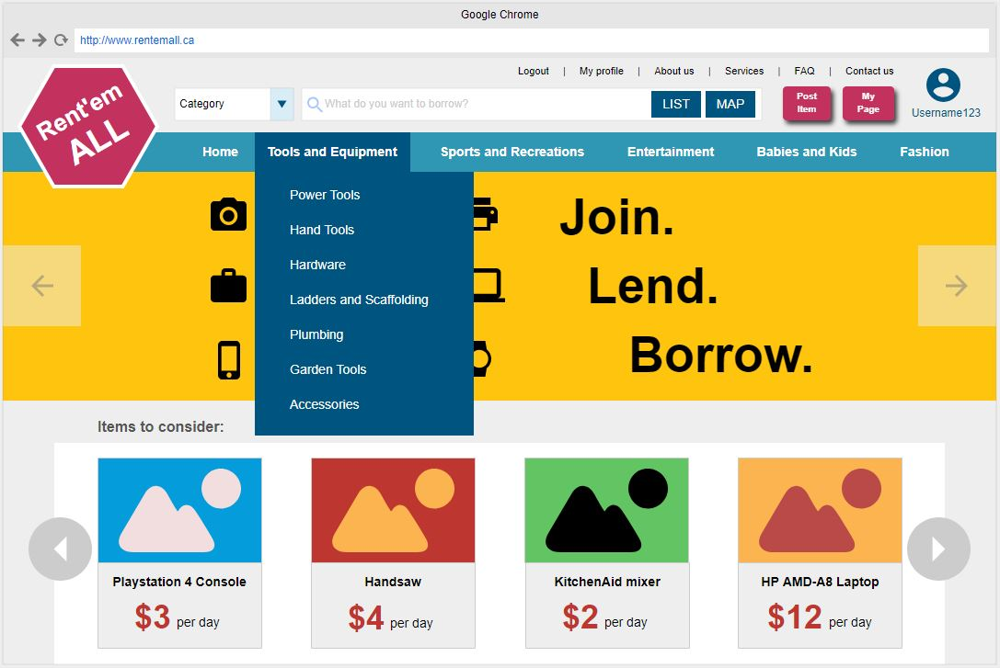 Google Chrome
http://www.rentemall.ca
Logout | My profile | About us | Services | FAQ | Contact us
Rent'em
ALL
Category
What do you want to borrow?
LIST
MAP
Post
Item
My
Page
Username123
Home
Tools and Equipment
Sports and Recreations
Entertainment
Babies and Kids
Fashion
Power Tools
Hand Tools
Hardware
Ladders and Scaffolding
Plumbing
Garden Tools
Accessories
Join.
Lend.
Borrow.
Items to consider:
Playstation 4 Console
$3 per day
Handsaw
$4 per day
KitchenAid mixer
$2 per day
HP AMD-A8 Laptop
$12 per day